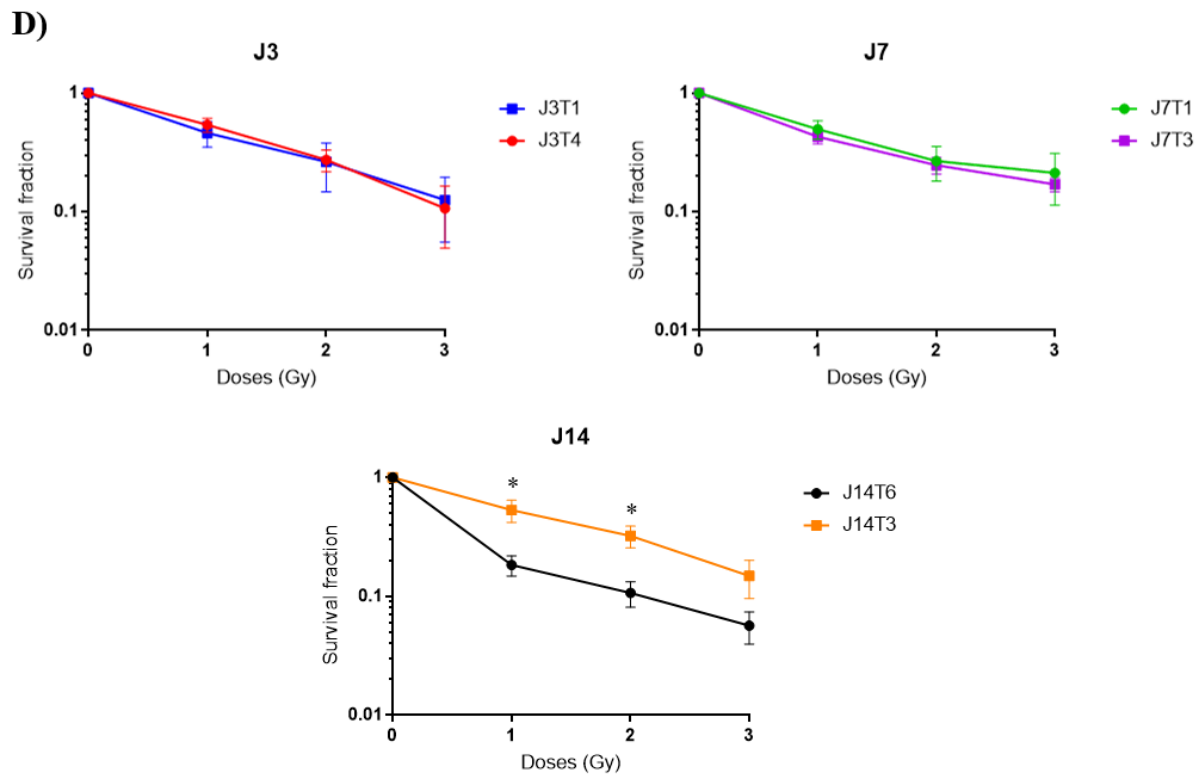 D)
J3
Survival fraction
1
0.1
0.01
0 1 2 3
Doses (Gy)
J3T1
J3T4
J7
Survival fraction
1
0.1
0.01
0 1 2 3
Doses (Gy)
J7T1
J7T3
J14
Survival fraction
1
0.1
0.01
* *
0 1 2 3
Doses (Gy)
J14T6
J14T3